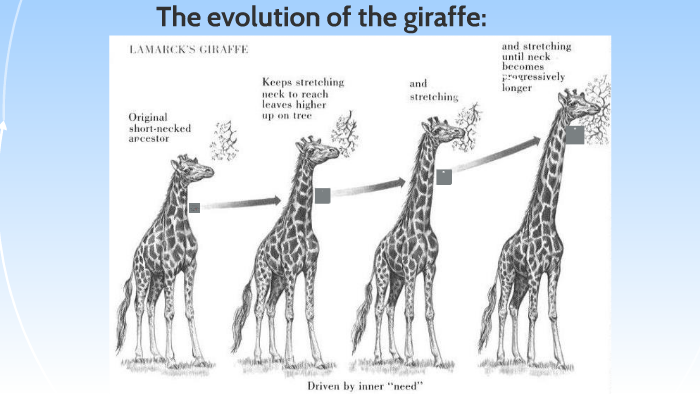 The evolution of the giraffe:
LAMARCK'S GIRAFFE
Original
short-necked
ancestor
Keeps stretching
neck to reach
leaves higher
up on tree
and
stretching
and stretching
until neck
becomes
progressively
longer
Driven by inner "need"